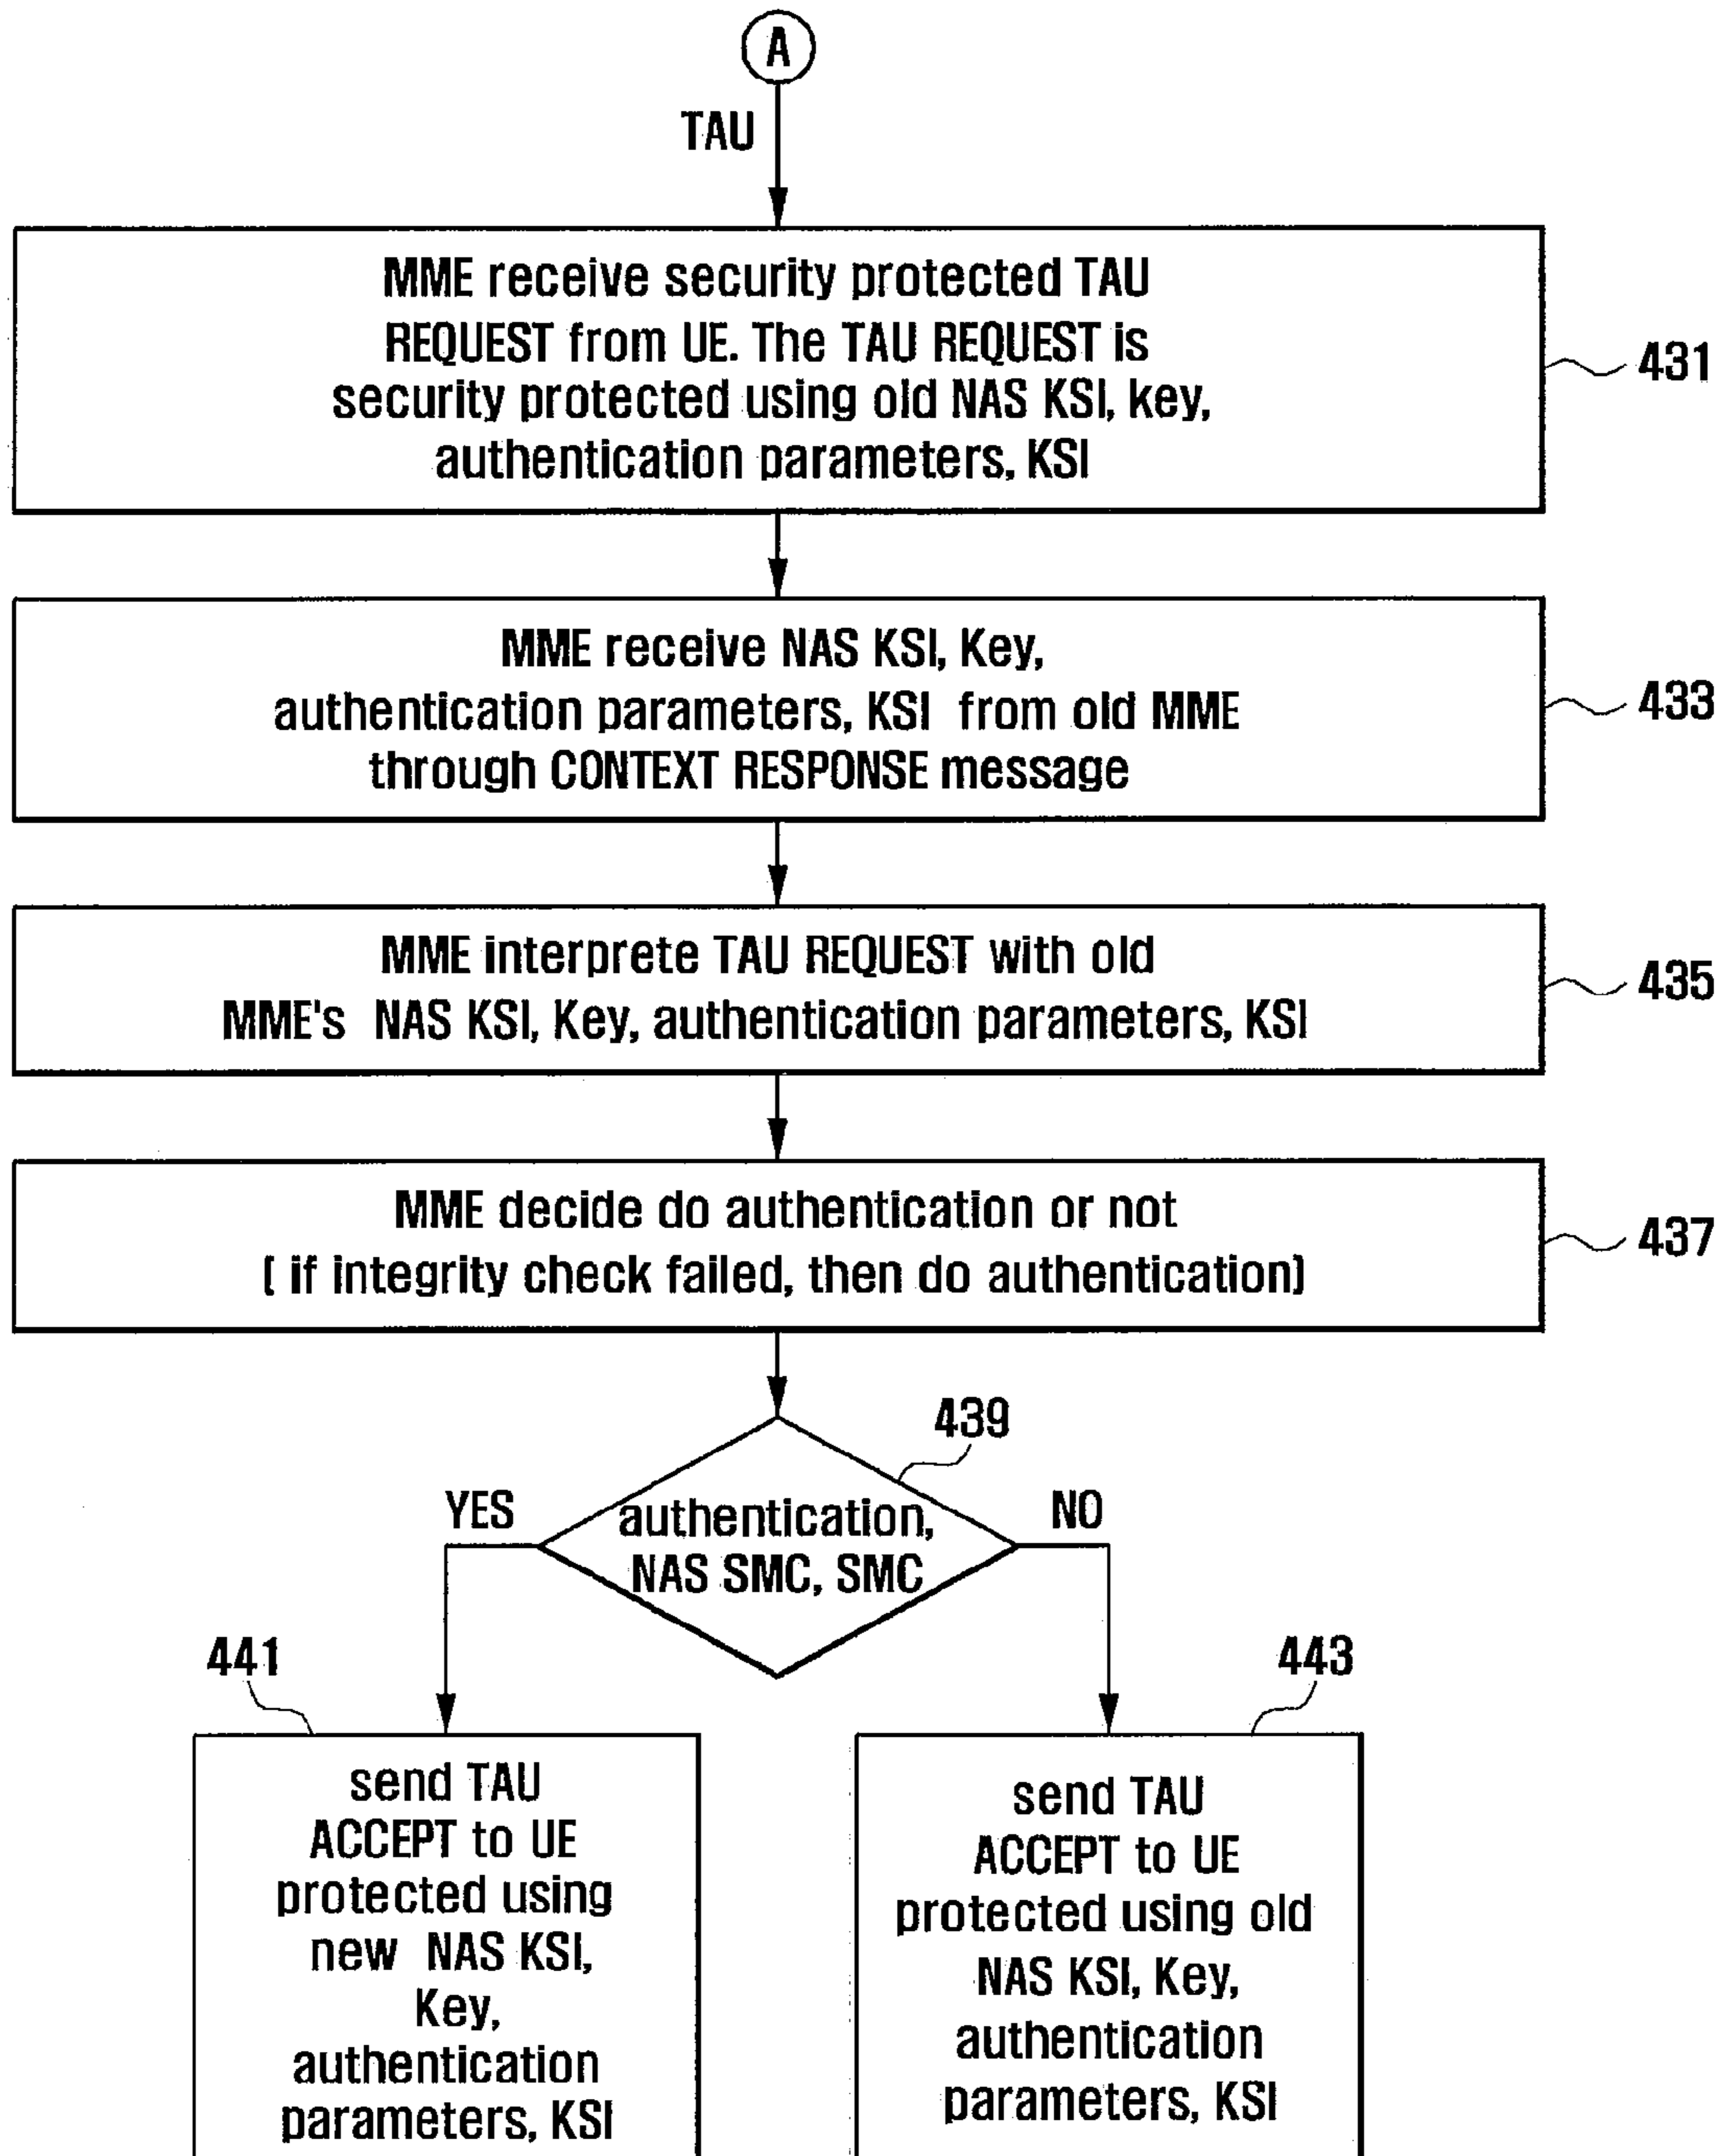 A
TAU
MME receive security protected TAU
REQUEST from UE. The TAU REQUEST is
security protected using old NAS KSI, key,
authentication parameters, KSI
431
MME receive NAS KSI, Key,
authentication parameters, KSI from old MME
through CONTEXT RESPONSE message
433
MME interprete TAU REQUEST with old
MME's NAS KSI, Key, authentication parameters, KSI
435
MME decide do authentication or not
( if integrity check failed, then do authentication)
437
439
YES
authentication,
NAS SMC, SMC
NO
441
send TAU
ACCEPT to UE
protected using
new NAS KSI,
Key,
authentication
parameters, KSI
443
send TAU
ACCEPT to UE
protected using old
NAS KSI, Key,
authentication
parameters, KSI